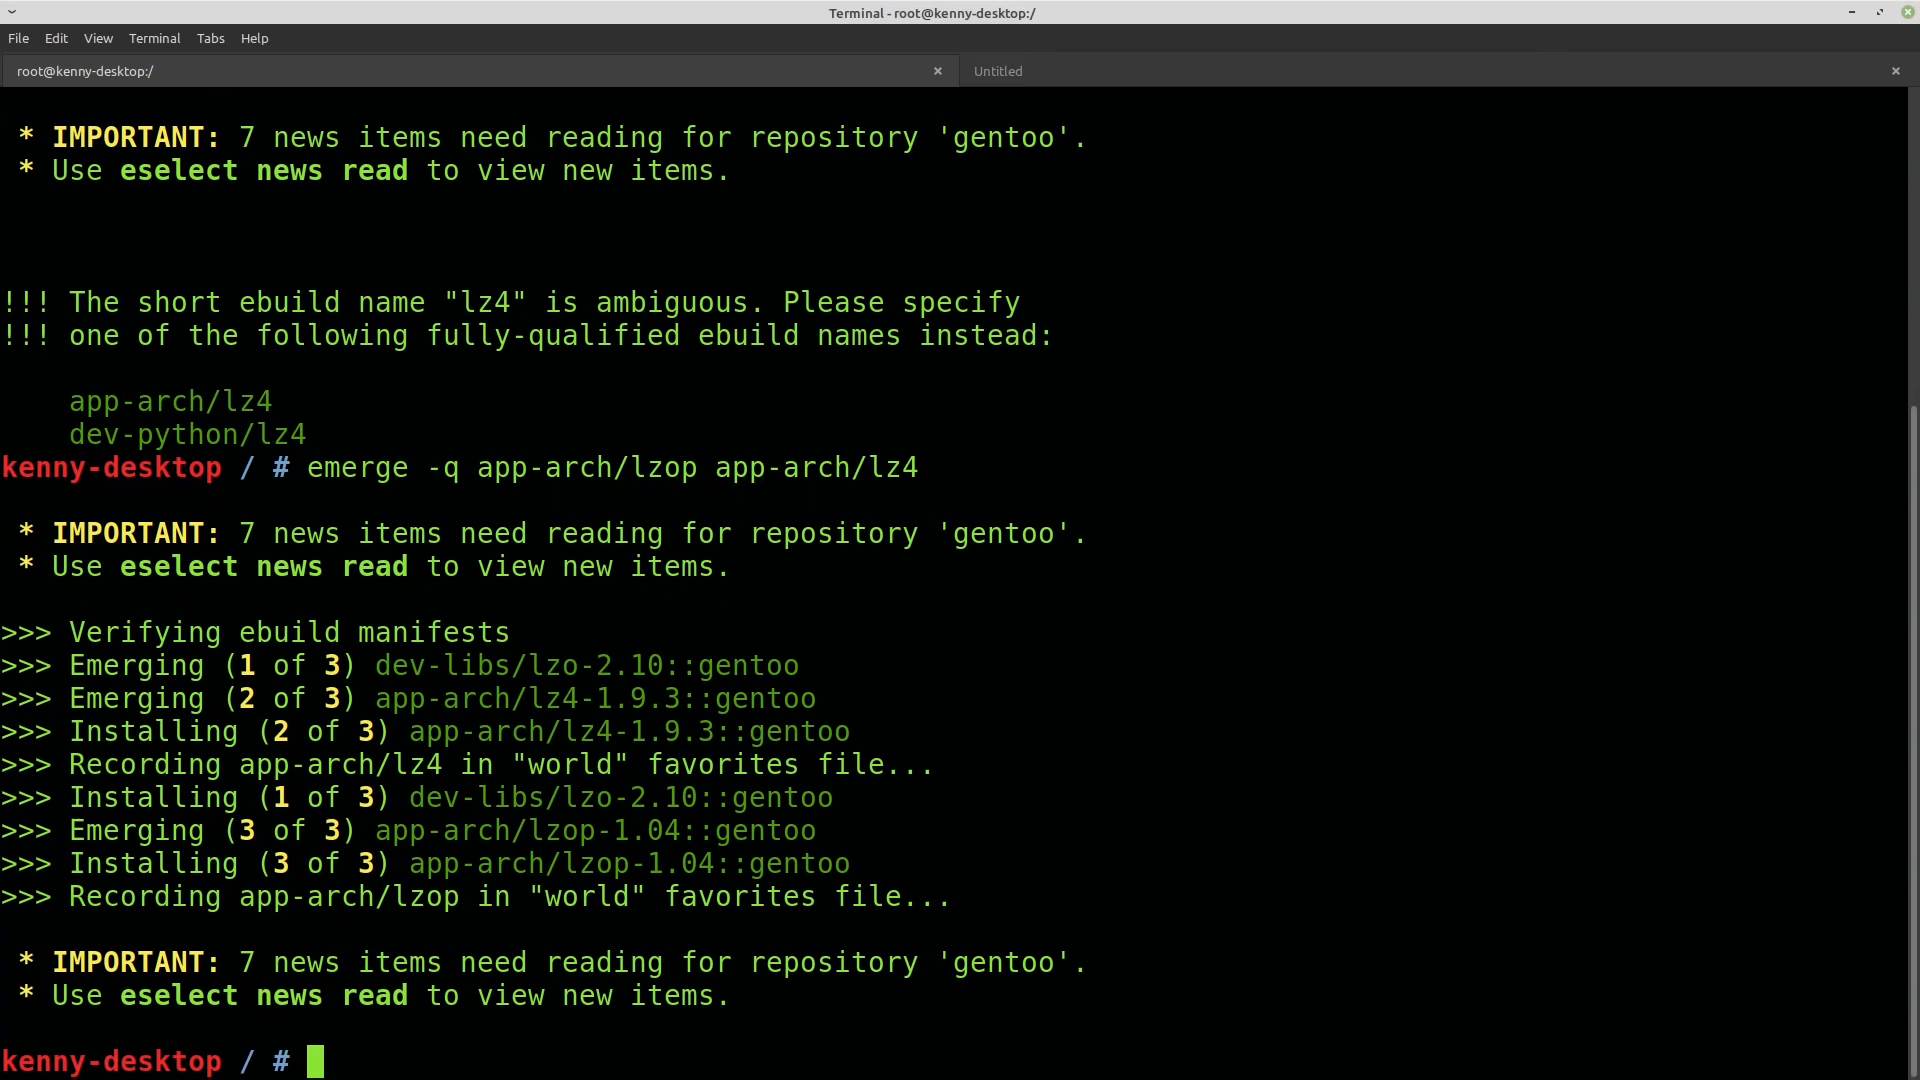 Terminal - root@kenny-desktop:/
File Edit View Terminal Tabs Help
root@kenny-desktop:/ Untitled
* IMPORTANT: 7 news items need reading for repository 'gentoo'.
* Use eselect news read to view new items.
!!! The short ebuild name "lz4" is ambiguous. Please specify
!!! one of the following fully-qualified ebuild names instead:
app-arch/lz4
dev-python/lz4
kenny-desktop / # emerge -q app-arch/lzop app-arch/lz4
* IMPORTANT: 7 news items need reading for repository 'gentoo'.
* Use eselect news read to view new items.
>>> Verifying ebuild manifests
>>> Emerging (1 of 3) dev-libs/lzo-2.10::gentoo
>>> Emerging (2 of 3) app-arch/lz4-1.9.3::gentoo
>>> Installing (2 of 3) app-arch/lz4-1.9.3::gentoo
>>> Recording app-arch/lz4 in "world" favorites file...
>>> Installing (1 of 3) dev-libs/lzo-2.10::gentoo
>>> Emerging (3 of 3) app-arch/lzop-1.04::gentoo
>>> Installing (3 of 3) app-arch/lzop-1.04::gentoo
>>> Recording app-arch/lzop in "world" favorites file...
* IMPORTANT: 7 news items need reading for repository 'gentoo'.
* Use eselect news read to view new items.
kenny-desktop / #